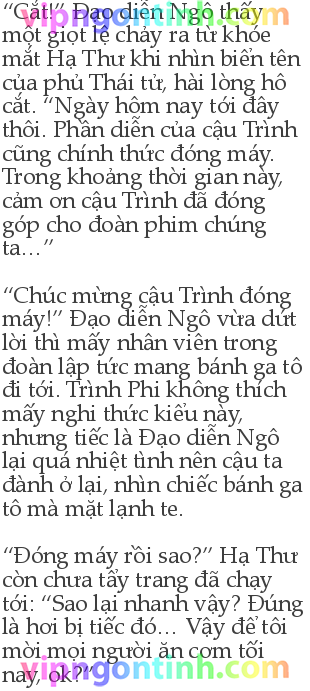 “Cắt!” Đạo diễn Ngô thấy
một giọt lệ chảy ra từ khóe
mắt Hạ Thư khi nhìn biển tên
của phủ Thái tử, hài lòng hô
cắt. “Ngày hôm nay tới đây
thôi. Phần diễn của cậu Trình
cũng chính thức đóng máy.
Trong khoảng thời gian này,
cảm ơn cậu Trình đã đóng
góp cho đoàn phim chúng
ta...”
“Chúc mừng cậu Trình đóng
máy!” Đạo diễn Ngô vừa dứt
lời thì mấy nhân viên trong
đoàn lập tức mang bánh ga tô
đi tới. Trình Phi không thích
mấy nghi thức kiểu này,
nhưng tiếc là Đạo diễn Ngô
lại quá nhiệt tình nên cậu ta
đành ở lại, nhìn chiếc bánh ga
tô mà mặt lạnh te.
“Đóng máy rồi sao?” Hạ Thư
còn chưa tẩy trang đã chạy
tới: “Sao lại nhanh vậy? Đúng
là hơi bị tiếc đó... Vậy để tôi
mời mọi người ăn cơm tối
nay, ok?”
vipngontinh.com
vipngontinh.com